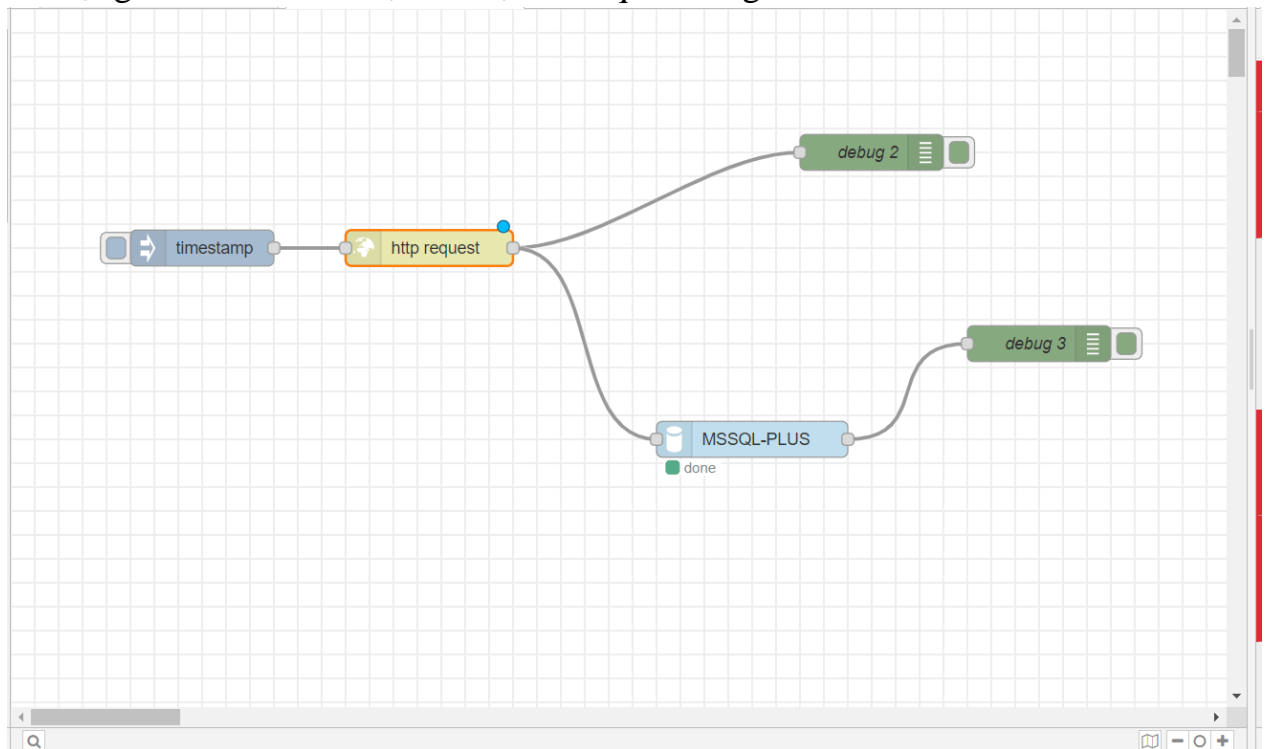 debug 2
timestamp
http request
debug 3
MSSQL-PLUS
done